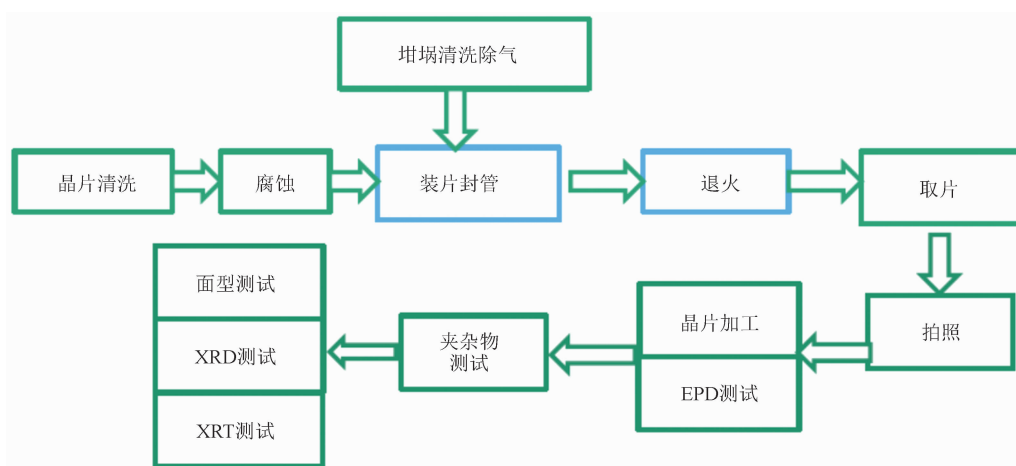 坩埚清洗除气
晶片清洗
腐蚀
装片封管
退火
取片
拍照
晶片加工
EPD测试
夹杂物
测试
面型测试
XRD测试
XRT测试